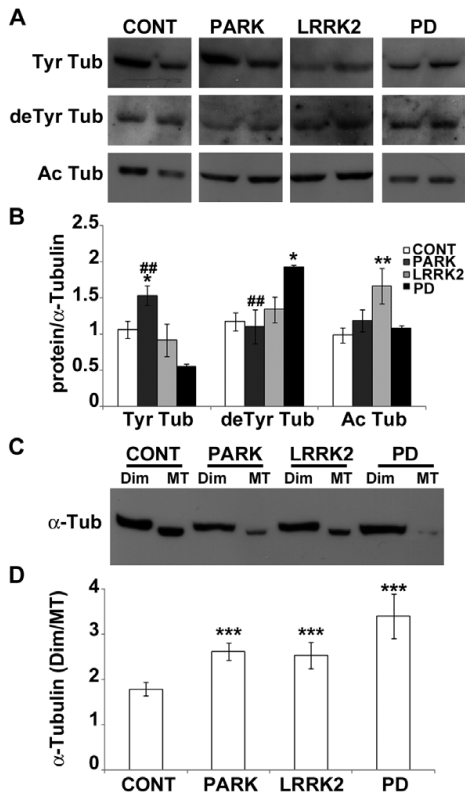 A
CONT PARK LRRK2 PD
Tyr Tub
deTyr Tub
Ac Tub
B
protein/α-Tubulin
2.5
2
1.5
1
0.5
0
##
*
##
*
**
CONT
PARK
LRRK2
PD
Tyr Tub deTyr Tub Ac Tub
C
CONT PARK LRRK2 PD
Dim MT Dim MT Dim MT Dim MT
α-Tub
D
α-Tubulin (Dim/MT)
4
3
2
1
0
*** *** ***
CONT PARK LRRK2 PD